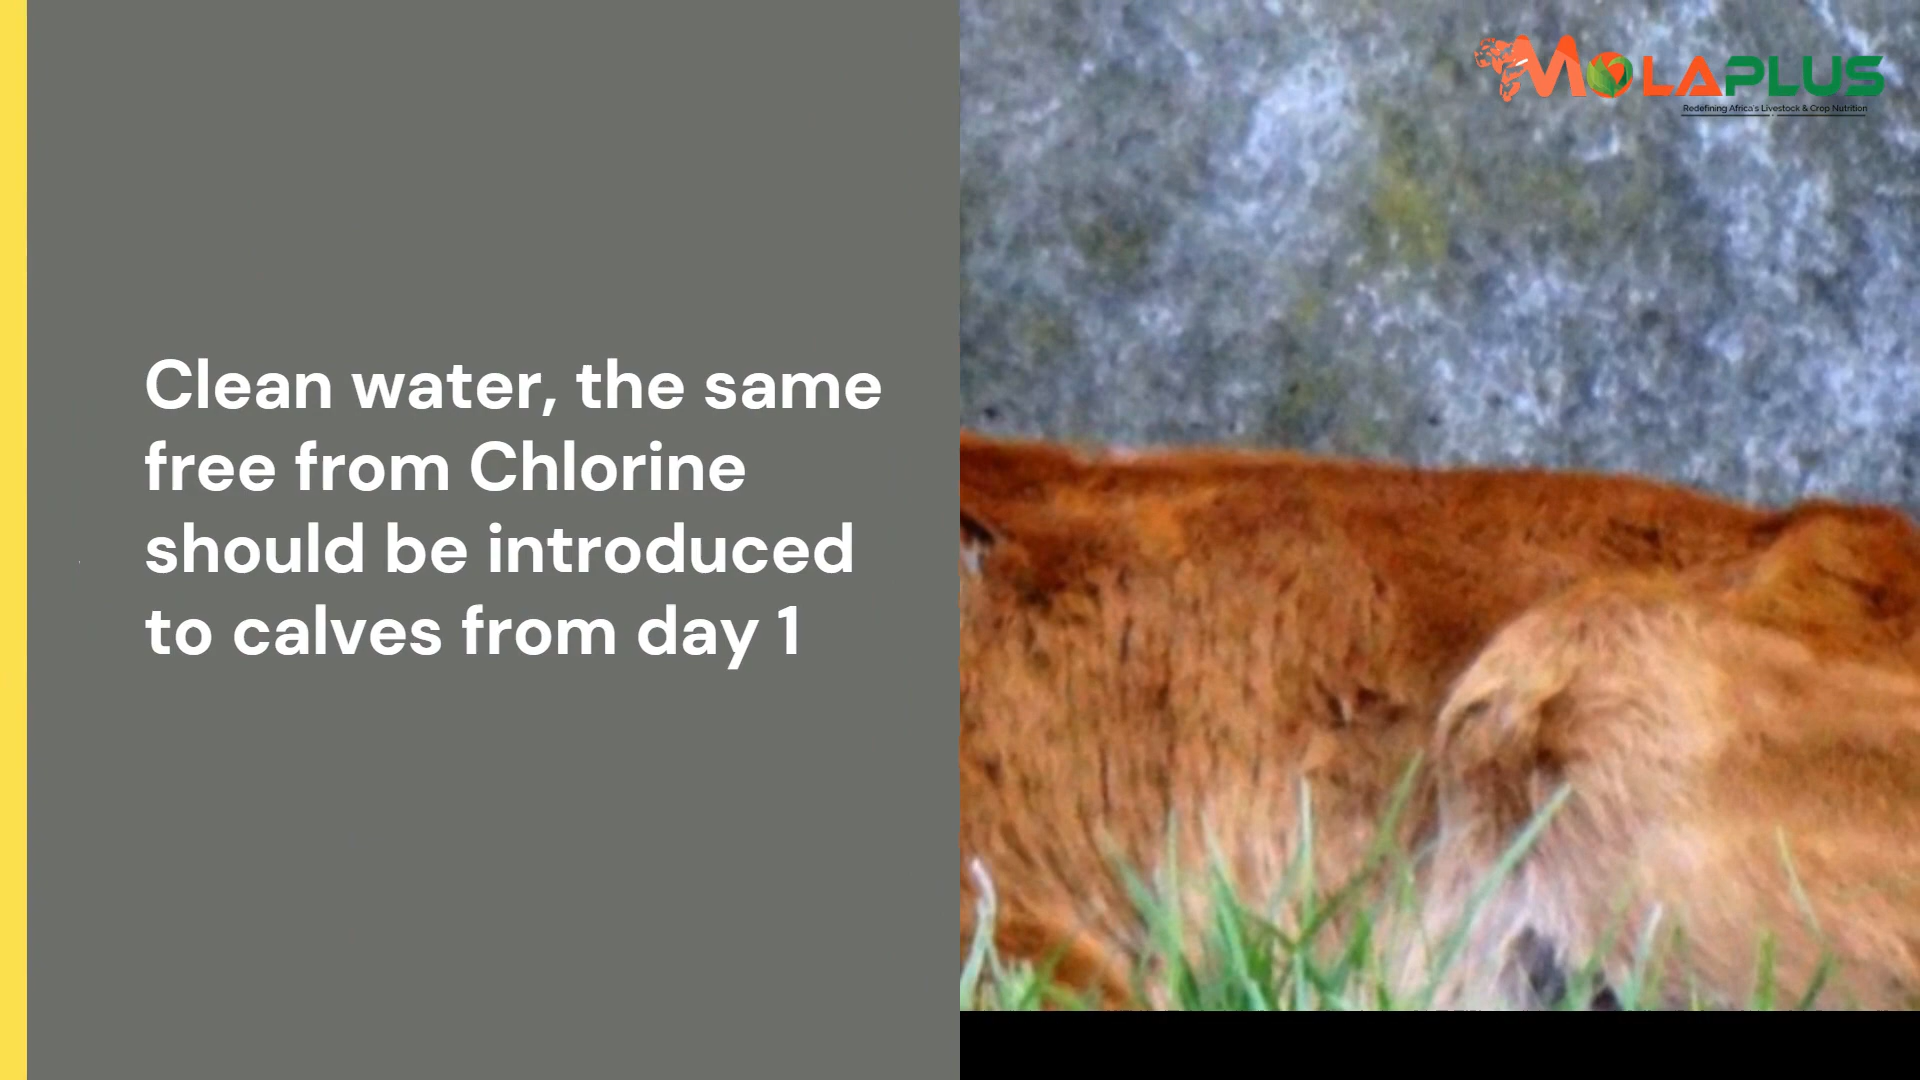 MOLAPLUS
Redefining Africa's Livestock & Crop Nutrition
Clean water, the same
free from Chlorine
should be introduced
to calves from day 1